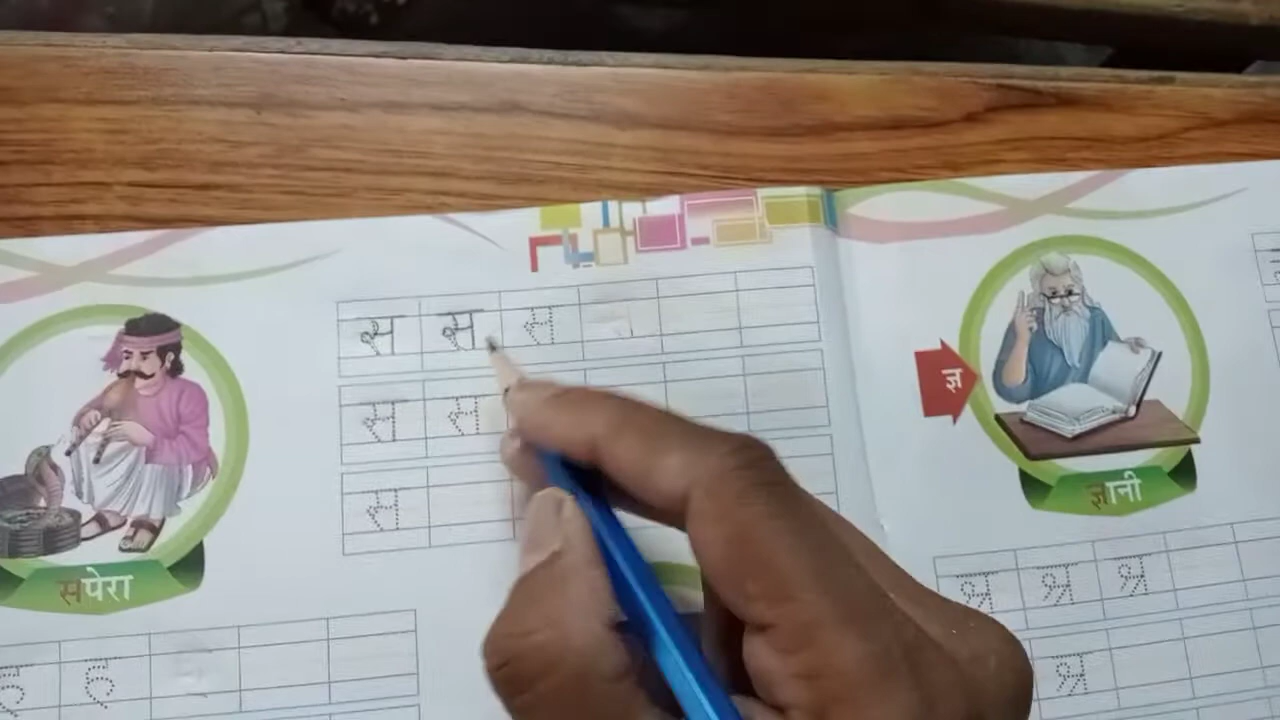 स स स
स स
स
सपेरा
ह ह
ज्ञ
ज्ञानी
श्र श्र श्र
श्र